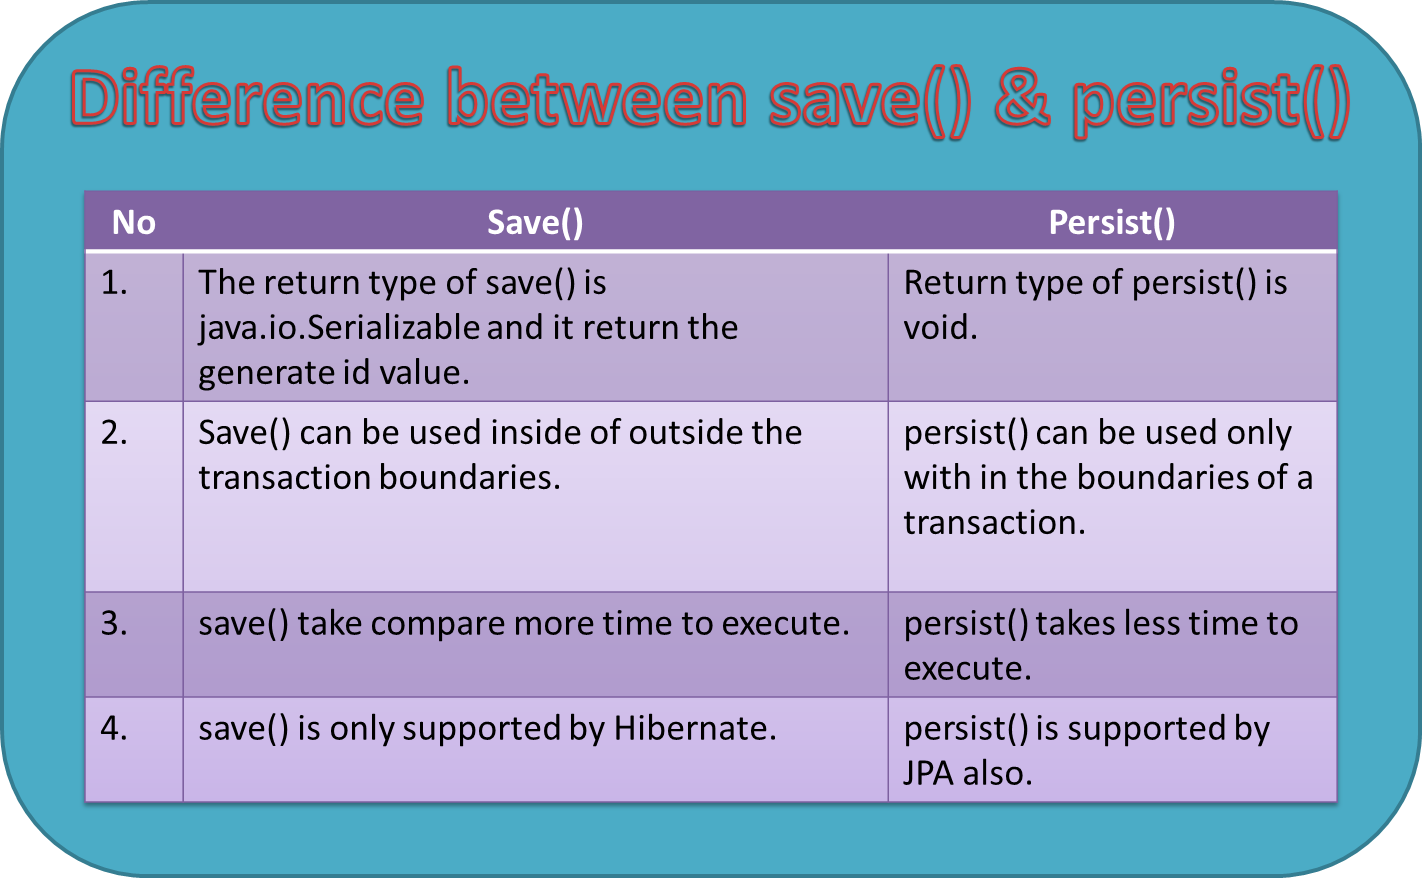 Difference between save() & persist()
No Save() Persist()
1. The return type of save() is
java.io.Serializable and it return the
generate id value.
Return type of persist() is
void.
2. Save() can be used inside of outside the
transaction boundaries.
persist() can be used only
with in the boundaries of a
transaction.
3. save() take compare more time to execute.
persist() takes less time to
execute.
4. save() is only supported by Hibernate.
persist() is supported by
JPA also.